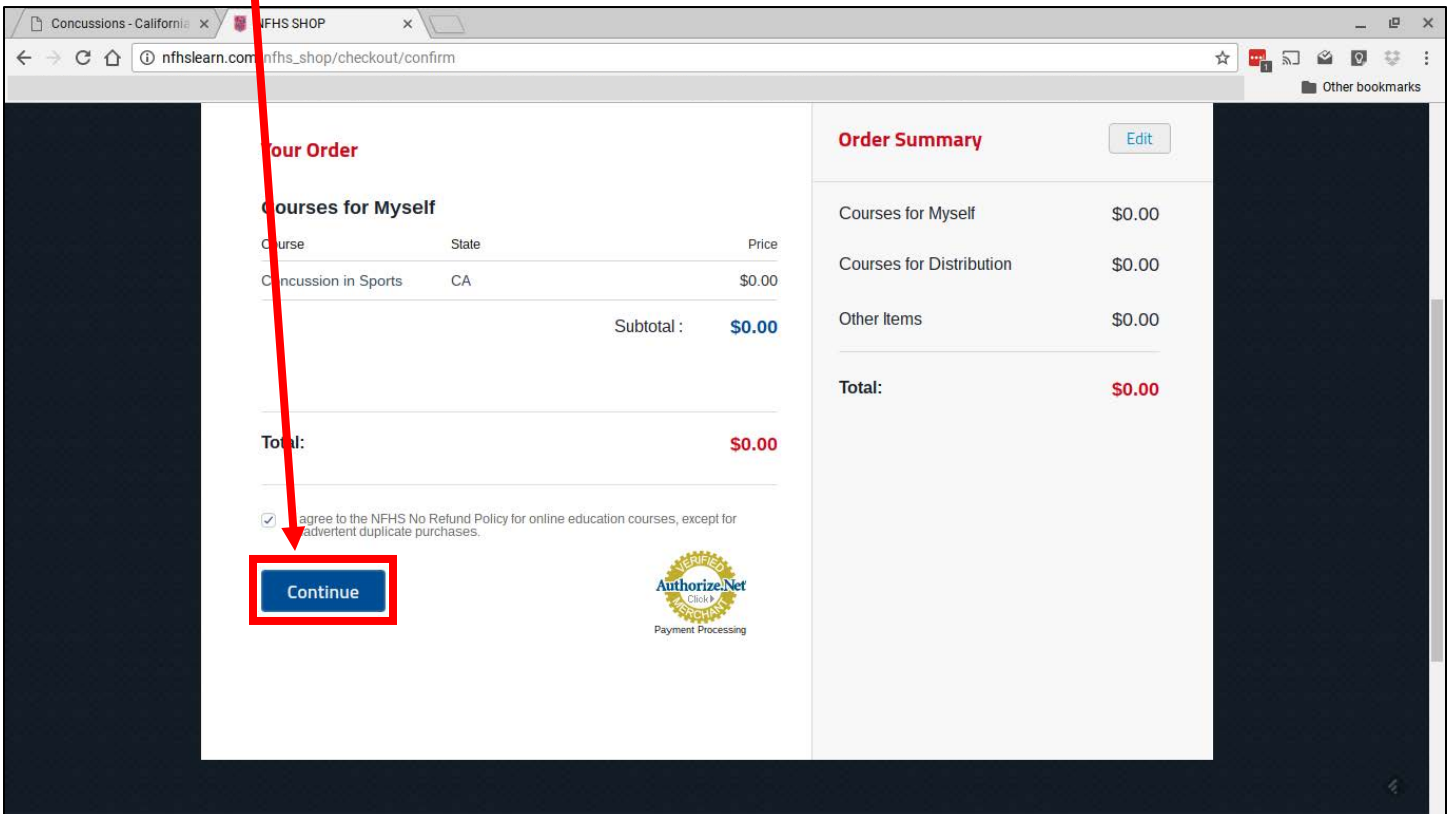 Concussions - California
NFHS SHOP
nfhslearn.com/nfhs_shop/checkout/confirm
1
Other bookmarks
Your Order
Courses for Myself
Course State Price
Concussion in Sports CA $0.00
Subtotal : $0.00
Total: $0.00
agree to the NFHS No Refund Policy for online education courses, except for
advertent duplicate purchases.
Continue
VERIFIED
Authorize.Net
Click
MERCHANT
Payment Processing
Order Summary Edit
Courses for Myself $0.00
Courses for Distribution $0.00
Other Items $0.00
Total: $0.00